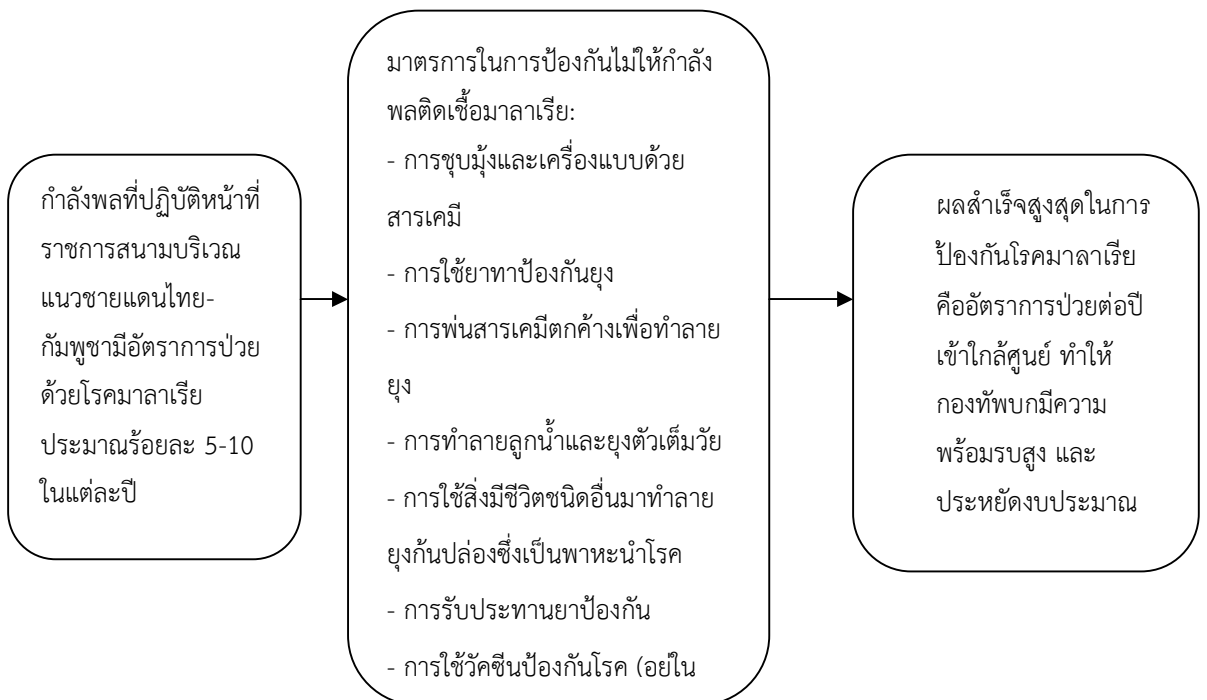 กำลังพลที่ปฏิบัติหน้าที่
ราชการสนามบริเวณ
แนวชายแดนไทย-
กัมพูชามีอัตราการป่วย
ด้วยโรคมาลาเรีย
ประมาณร้อยละ 5-10
ในแต่ละปี
มาตรการในการป้องกันไม่ให้กำลัง
พลติดเชื้อมาลาเรีย:
- การชุบมุ้งและเครื่องแบบด้วย
สารเคมี
- การใช้ยาทาป้องกันยุง
- การพ่นสารเคมีตกค้างเพื่อทำลาย
ยุง
- การทำลายลูกน้ำและยุงตัวเต็มวัย
- การใช้สิ่งมีชีวิตชนิดอื่นมาทำลาย
ยุงก้นปล่องซึ่งเป็นพาหะนำโรค
- การรับประทานยาป้องกัน
- การใช้วัคซีนป้องกันโรค (อยู่ใน
ผลสำเร็จสูงสุดในการ
ป้องกันโรคมาลาเรีย
คืออัตราการป่วยต่อปี
เข้าใกล้ศูนย์ ทำให้
กองทัพบกมีความ
พร้อมรบสูง และ
ประหยัดงบประมาณ